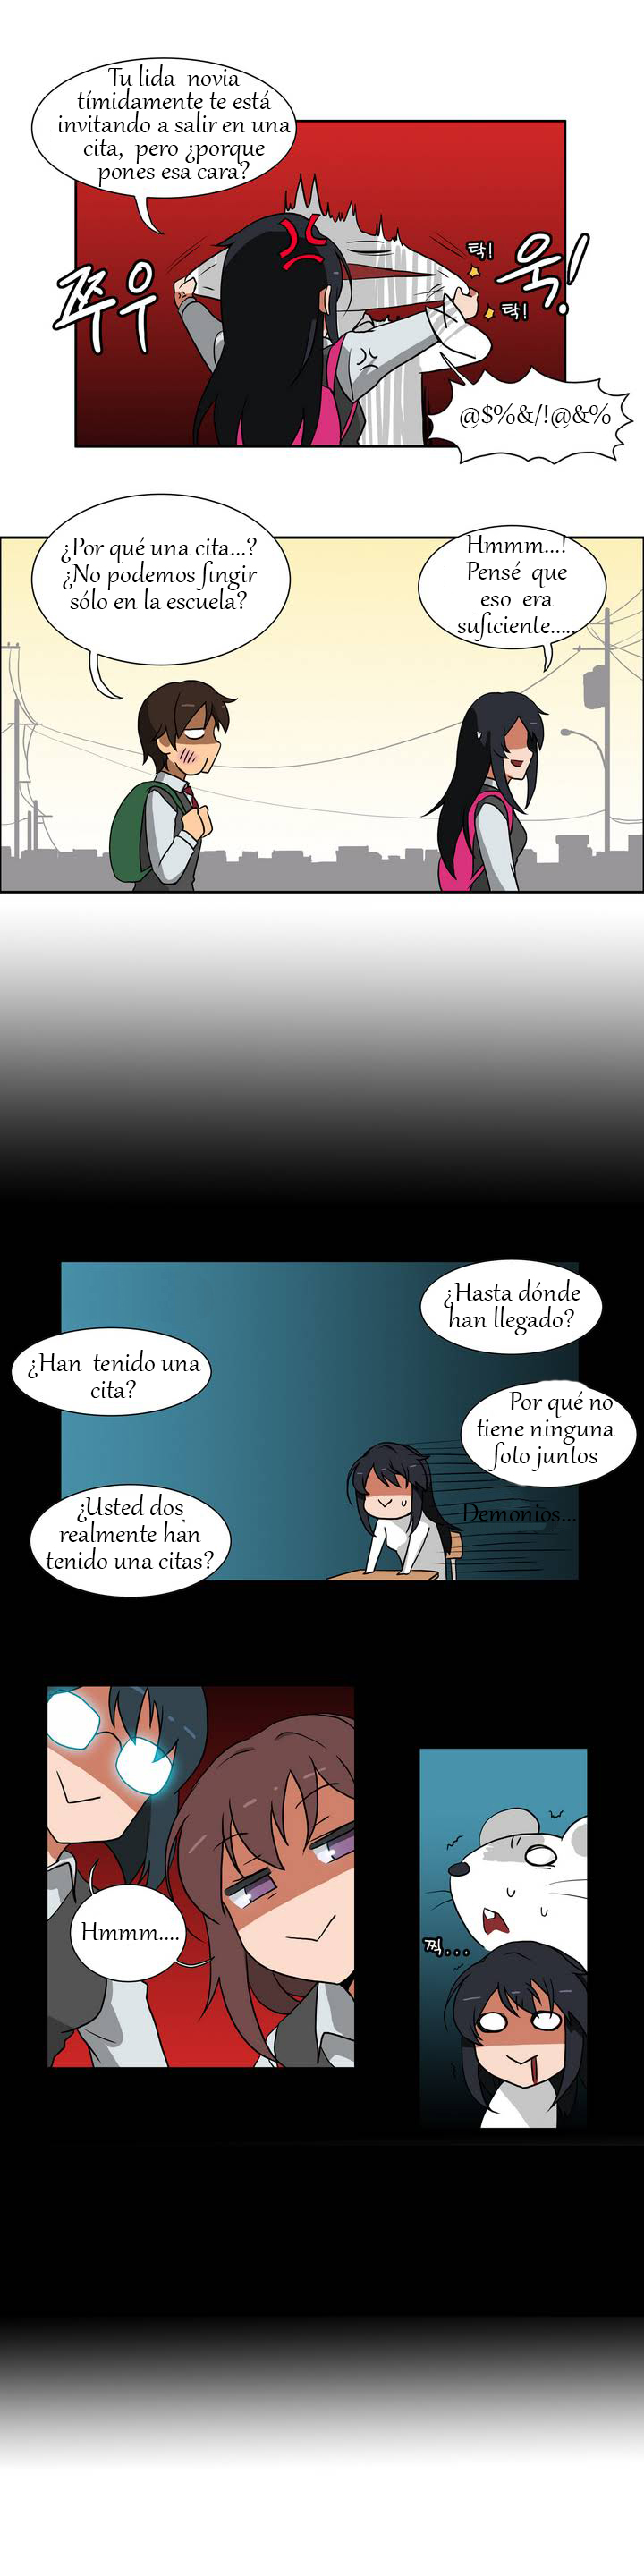 Tu lida novia
tímidamente te está
invitando a salir en una
cita, pero ¿porque
pones esa cara?
쭈우
탁!
욱!
탁!
@$%&/!@&%
¿Por qué una cita...?
¿No podemos fingir
sólo en la escuela?
Hmmm...!
Pensé que
eso era
suficiente.....
¿Hasta dónde
han llegado?
¿Han tenido una
cita?
Por qué no
tiene ninguna
foto juntos
¿Usted dos
realmente han
tenido una citas?
Demonios...
Hmmm....
찍...